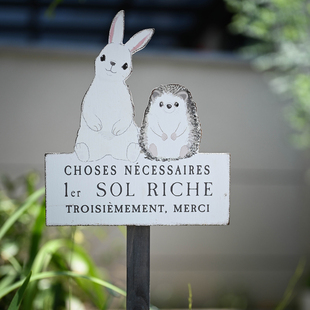 CHOSES NÉCESSAIRES
1er SOL RICHE
TROISIÈMEMENT, MERCI